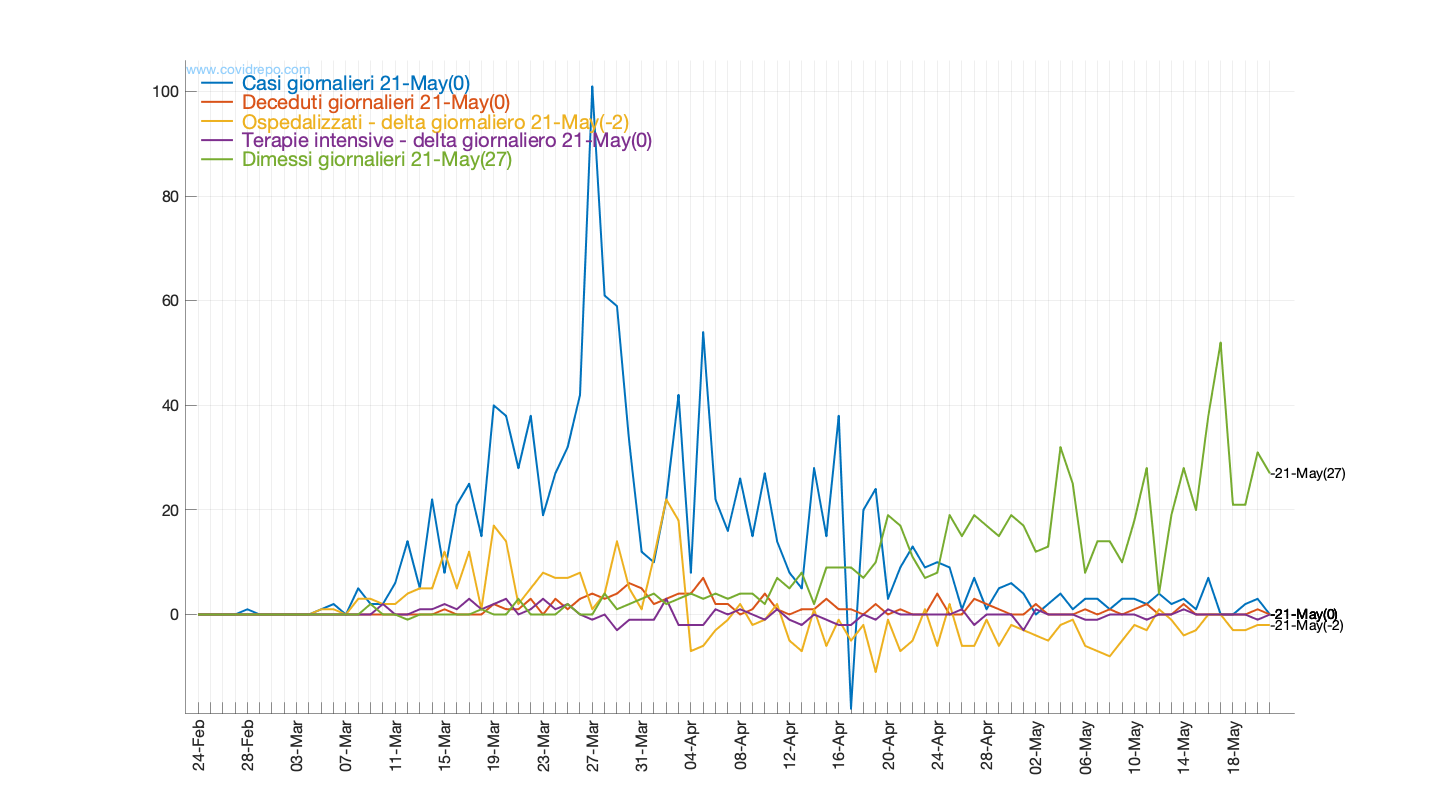 www.covidrepo.com
Casi giornalieri 21-May(0)
Deceduti giornalieri 21-May(0)
Ospedalizzati - delta giornaliero 21-May(-2)
Terapie intensive - delta giornaliero 21-May(0)
Dimessi giornalieri 21-May(27)
100
80
60
40
20
0
-21-May(27)
-21-May(0)
-21-May(-2)
24-Feb
28-Feb
03-Mar
07-Mar
11-Mar
15-Mar
19-Mar
23-Mar
27-Mar
31-Mar
04-Apr
08-Apr
12-Apr
16-Apr
20-Apr
24-Apr
28-Apr
02-May
06-May
10-May
14-May
18-May